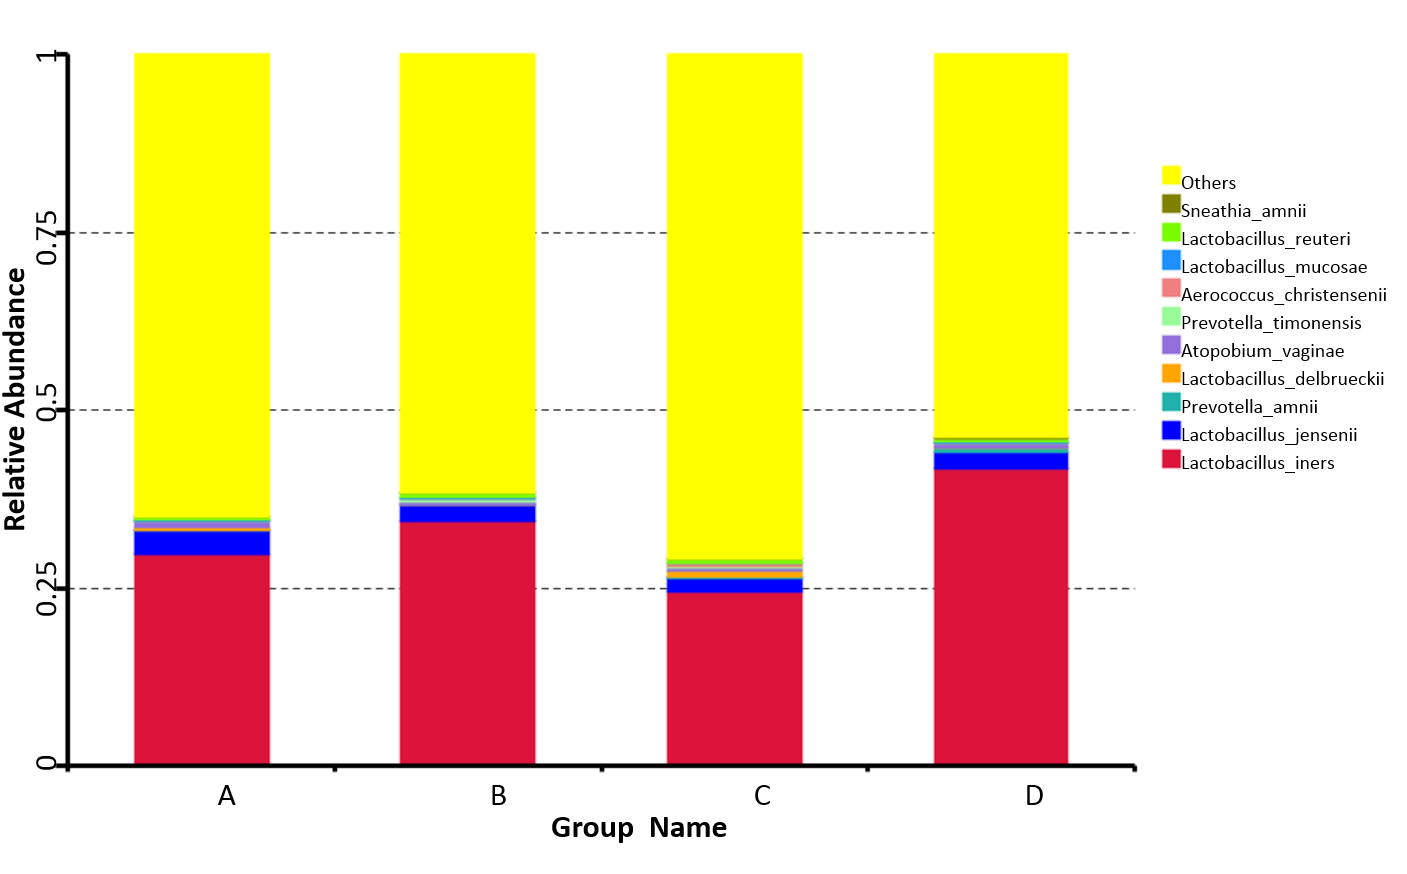 Relative Abundance
1
0.75
0.5
0.25
0
A
B
C
D
Group Name
Others
Sneathia_amnii
Lactobacillus_reuteri
Lactobacillus_mucosae
Aerococcus_christensenii
Prevotella_timonensis
Atopobium_vaginae
Lactobacillus_delbrueckii
Prevotella_amnii
Lactobacillus_jensenii
Lactobacillus_iners